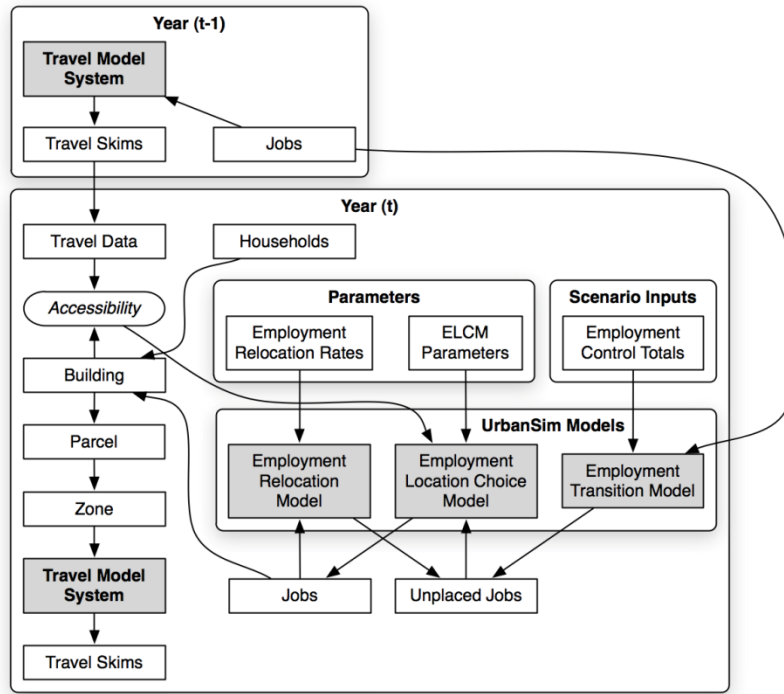 Year (t-1)
Travel Model
System
Travel Skims
Jobs
Year (t)
Travel Data
Households
Accessibility
Parameters
Scenario Inputs
Employment
Relocation Rates
ELCM
Parameters
Employment
Control Totals
Building
Parcel
UrbanSim Models
Employment
Relocation
Model
Employment
Location Choice
Model
Employment
Transition Model
Zone
Travel Model
System
Jobs
Unplaced Jobs
Travel Skims